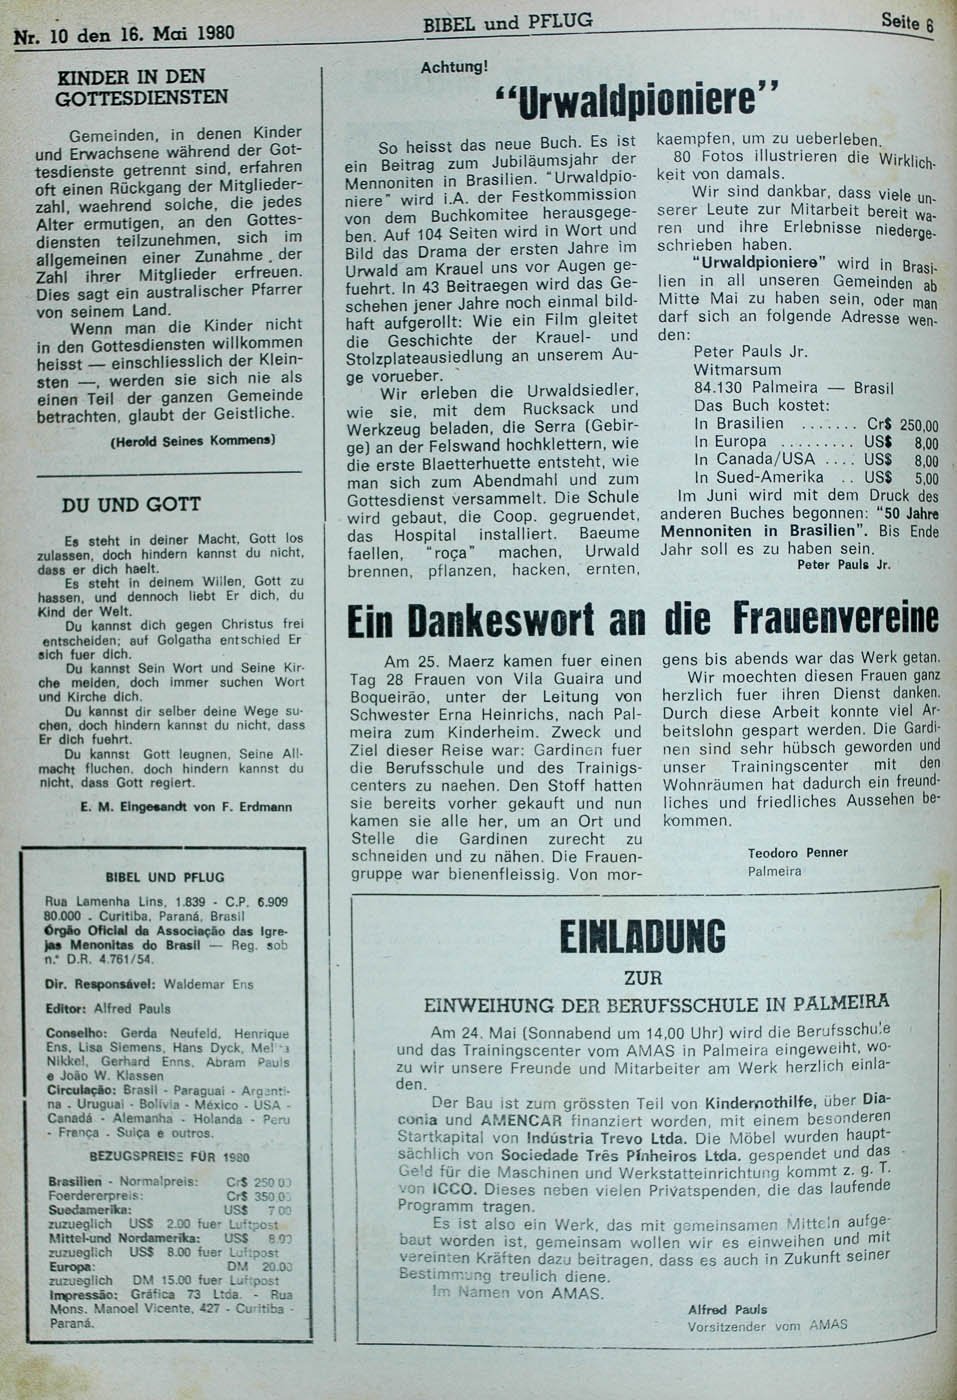 Nr. 10 den 16. Mai 1980
BIBEL und PFLUG
Seite 6
KINDER IN DEN
GOTTESDIENSTEN
Gemeinden, in denen Kinder
und Erwachsene während der Got-
tesdienste getrennt sind, erfahren
oft einen Rückgang der Mitglieder-
zahl, waehrend solche, die jedes
Alter ermutigen, an den Gottes-
diensten teilzunehmen, sich im
allgemeinen einer Zunahme der
Zahl ihrer Mitglieder erfreuen.
Dies sagt ein australischer Pfarrer
von seinem Land.
Wenn man die Kinder nicht
in den Gottesdiensten willkommen
heisst — einschliesslich der Klein-
sten —, werden sie sich nie als
einen Teil der ganzen Gemeinde
betrachten, glaubt der Geistliche.
(Herold Seines Kommens)
DU UND GOTT
Es steht in deiner Macht, Gott los
zulassen, doch hindern kannst du nicht,
dass er dich haelt.
Es steht in deinem Willen, Gott zu
hassen, und dennoch liebt Er dich, du
Kind der Welt.
Du kannst dich gegen Christus frei
entscheiden; auf Golgatha entschied Er
sich fuer dich.
Du kannst Sein Wort und Seine Kir-
che meiden, doch immer suchen Wort
und Kirche dich.
Du kannst dir selber deine Wege su-
chen, doch hindern kannst du nicht, dass
Er dich fuehrt.
Du kannst Gott leugnen, Seine All-
macht fluchen, doch hindern kannst du
nicht, dass Gott regiert.
E. M. Eingesandt von F. Erdmann
BIBEL UND PFLUG
Rua Lamenha Lins, 1.839 - C.P. 6.909
80.000 - Curitiba, Paraná, Brasil
Órgão Oficial da Associação das Igre-
jas Menonitas do Brasil — Reg. sob
n.º D.R. 4.761/54.
Dir. Responsável: Waldemar Ens
Editor: Alfred Pauls
Conselho: Gerda Neufeld, Henrique
Ens, Lisa Siemens, Hans Dyck,
Nikkel, Gerhard Enns, Abram Pauls
e João W. Klassen
Circulação: Brasil - Paraguai - Argenti-
na - Uruguai - Bolívia - México - USA -
Canadá - Alemanha - Holanda - Peru
- França - Suiça e outros.
BEZUGSPREISE FÜR 1980
Brasilien - Normalpreis: Cr$ 250.00
Foerdererpreis: Cr$ 350.00
Suedamerika: US$ 7.00
zuzueglich US$ 2.00 fuer Luftpost
Mittel-und Nordamerika: US$ 8.00
zuzueglich US$ 8.00 fuer Luftpost
Europa: DM 20.00
zuzueglich DM 15.00 fuer Luftpost
Impressão: Gráfica 73 Ltda. - Rua
Mons. Manoel Vicente, 427 - Curitiba -
Paraná.
Achtung!
“Urwaldpioniere”
So heisst das neue Buch. Es ist
ein Beitrag zum Jubiläumsjahr der
Mennoniten in Brasilien. “Urwaldpio-
niere” wird i.A. der Festkommission
von dem Buchkomitee herausgege-
ben. Auf 104 Seiten wird in Wort und
Bild das Drama der ersten Jahre im
Urwald am Krauel uns vor Augen ge-
fuehrt. In 43 Beitraegen wird das Ge-
schehen jener Jahre noch einmal bild-
haft aufgerollt: Wie ein Film gleitet
die Geschichte der Krauel- und
Stolzplateausiedlung an unserem Au-
ge vorueber.
Wir erleben die Urwaldsiedler,
wie sie, mit dem Rucksack und
Werkzeug beladen, die Serra (Gebir-
ge) an der Felswand hochklettern, wie
die erste Blaetterhuette entsteht, wie
man sich zum Abendmahl und zum
Gottesdienst versammelt. Die Schule
wird gebaut, die Coop. gegruendet,
das Hospital installiert. Baeume
faellen, “roça” machen, Urwald
brennen, pflanzen, hacken, ernten,
kaempfen, um zu ueberleben.
80 Fotos illustrieren die Wirklich-
keit von damals.
Wir sind dankbar, dass viele un-
serer Leute zur Mitarbeit bereit wa-
ren und ihre Erlebnisse niederge-
schrieben haben.
“Urwaldpioniere” wird in Brasi-
lien in all unseren Gemeinden ab
Mitte Mai zu haben sein, oder man
darf sich an folgende Adresse wen-
den:
Peter Pauls Jr.
Witmarsum
84.130 Palmeira — Brasil
Das Buch kostet:
In Brasilien ....... Cr$ 250,00
In Europa ......... US$ 8,00
In Canada/USA .... US$ 8,00
In Sued-Amerika .. US$ 5,00
Im Juni wird mit dem Druck des
anderen Buches begonnen: “50 Jahre
Mennoniten in Brasilien”. Bis Ende
Jahr soll es zu haben sein.
Peter Pauls Jr.
Ein Dankeswort an die Frauenvereine
Am 25. Maerz kamen fuer einen
Tag 28 Frauen von Vila Guaira und
Boqueirão, unter der Leitung von
Schwester Erna Heinrichs, nach Pal-
meira zum Kinderheim. Zweck und
Ziel dieser Reise war: Gardinen fuer
die Berufsschule und des Trainigs-
centers zu naehen. Den Stoff hatten
sie bereits vorher gekauft und nun
kamen sie alle her, um an Ort und
Stelle die Gardinen zurecht zu
schneiden und zu nähen. Die Frauen-
gruppe war bienenfleissig. Von mor-
gens bis abends war das Werk getan.
Wir moechten diesen Frauen ganz
herzlich fuer ihren Dienst danken.
Durch diese Arbeit konnte viel Ar-
beitslohn gespart werden. Die Gardi-
nen sind sehr hübsch geworden und
unser Trainingscenter mit den
Wohnräumen hat dadurch ein freund-
liches und friedliches Aussehen be-
kommen.
Teodoro Penner
Palmeira
EINLADUNG
ZUR
EINWEIHUNG DER BERUFSSCHULE IN PALMEIRA
Am 24. Mai (Sonnabend um 14,00 Uhr) wird die Berufsschule
und das Trainingscenter vom AMAS in Palmeira eingeweiht, wo-
zu wir unsere Freunde und Mitarbeiter am Werk herzlich einla-
den.
Der Bau ist zum grössten Teil von Kindernothilfe, über Dia-
conia und AMENCAR finanziert worden, mit einem besonderen
Startkapital von Indústria Trevo Ltda. Die Möbel wurden haupt-
sächlich von Sociedade Três Pinheiros Ltda. gespendet und das
Geld für die Maschinen und Werkstatteinrichtung kommt z. g. T.
von ICCO. Dieses neben vielen Privatspenden, die das laufende
Programm tragen.
Es ist also ein Werk, das mit gemeinsamen Mitteln aufge-
baut worden ist, gemeinsam wollen wir es einweihen und mit
vereinten Kräften dazu beitragen, dass es auch in Zukunft seiner
Bestimmung treulich diene.
Im Namen von AMAS.
Alfred Pauls
Vorsitzender vom AMAS